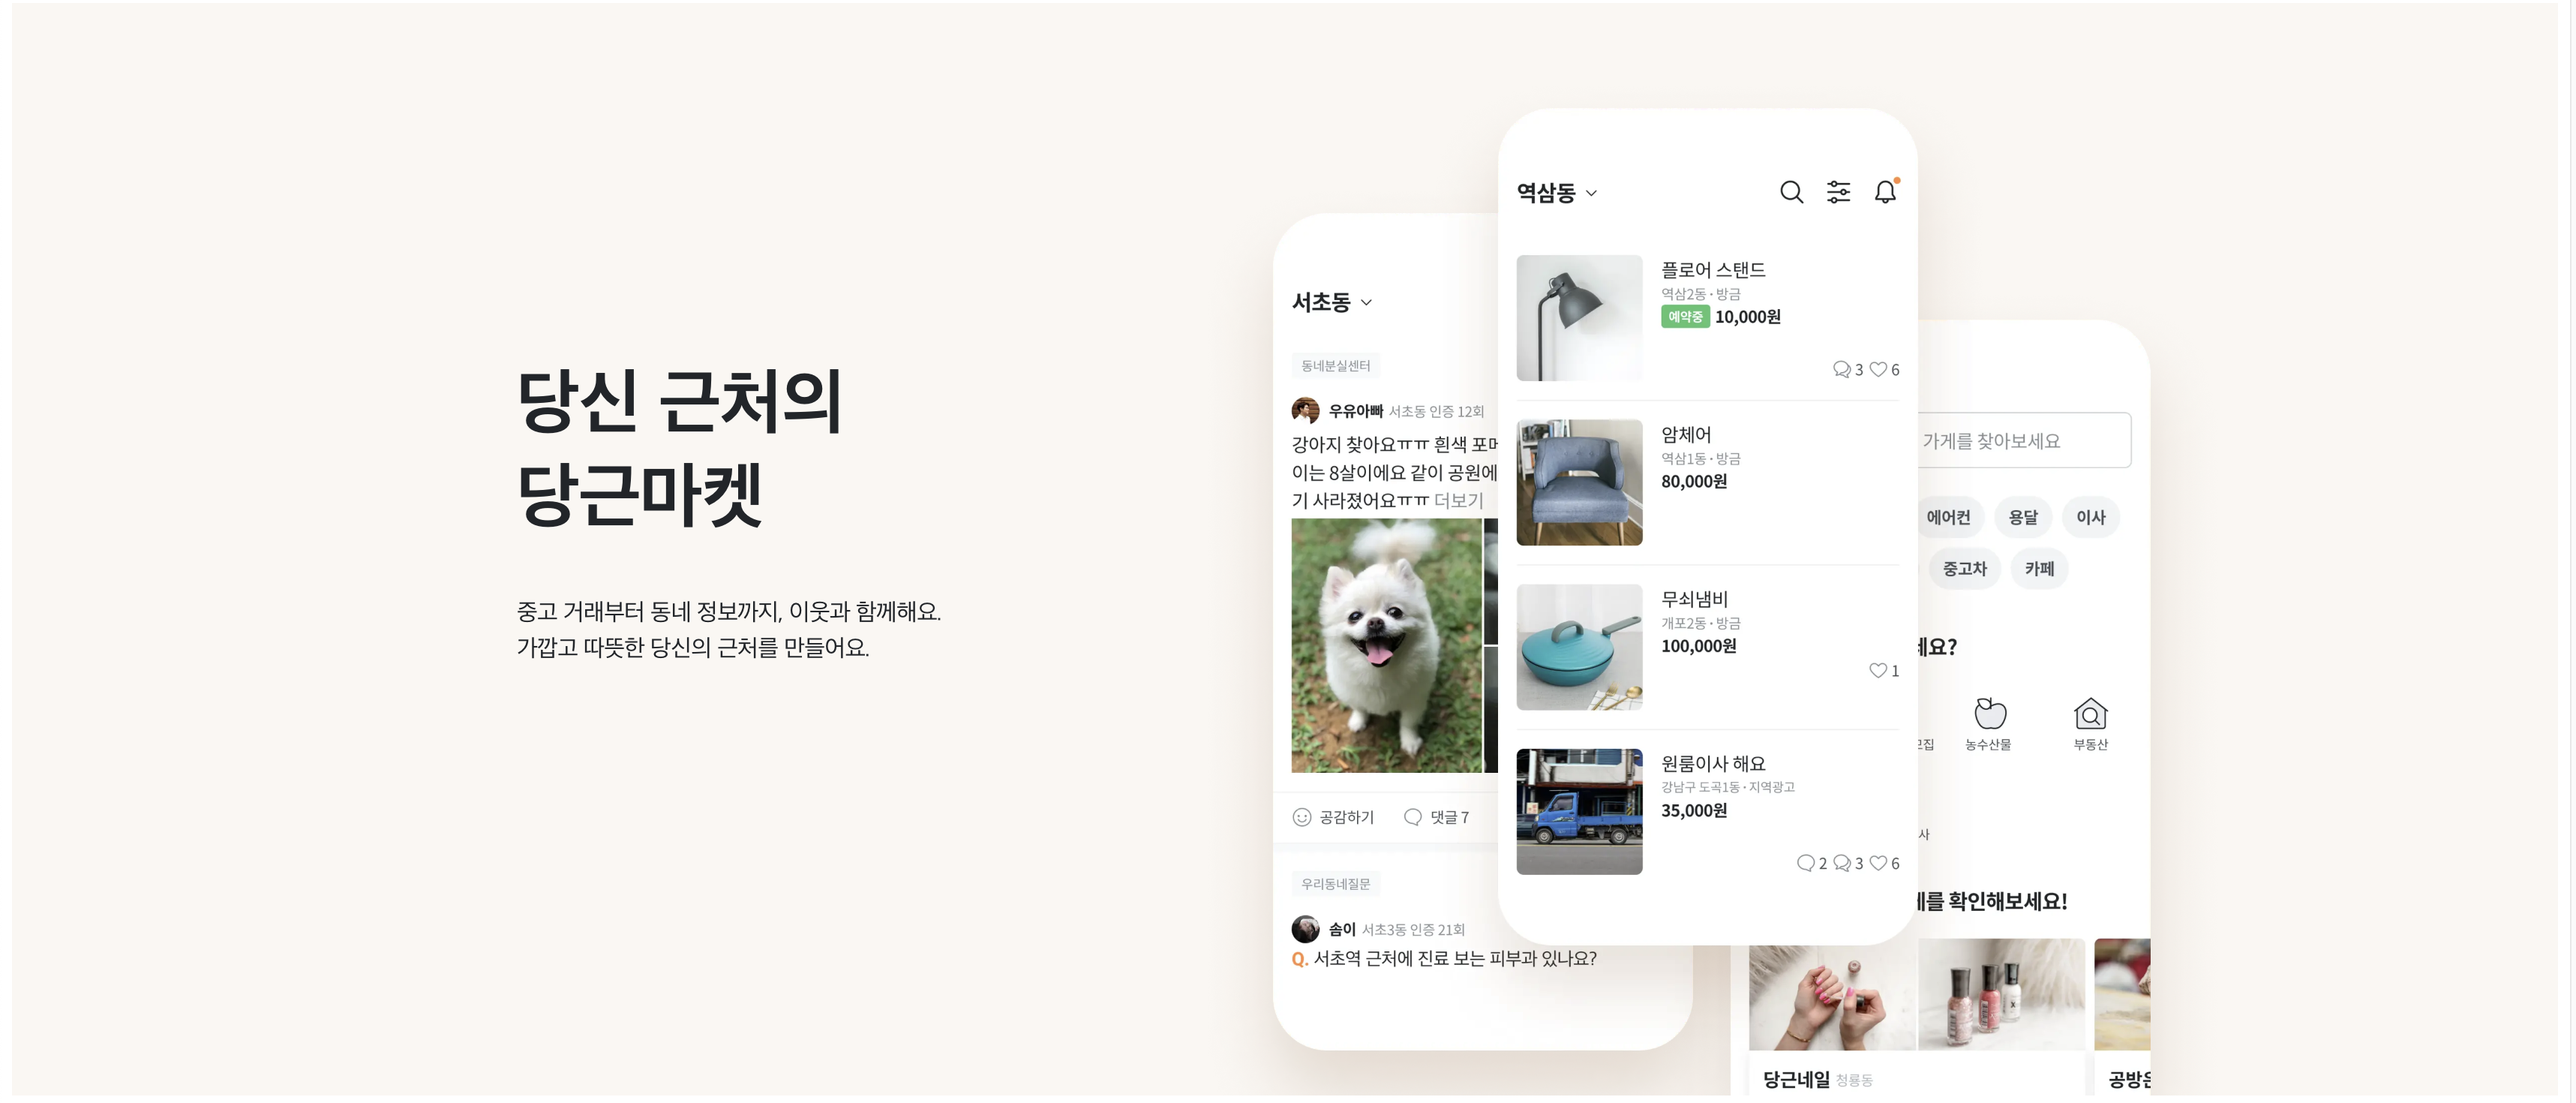 당신 근처의
당근마켓
중고 거래부터 동네 정보까지, 이웃과 함께해요.
가깝고 따뜻한 당신의 근처를 만들어요.
서초동
동네분실센터
우유아빠 서초동 인증 12회
강아지 찾아요ㅠㅠ 흰색
이는 8살이에요 같이 공원에
기 사라졌어요ㅠㅠ 더보기
공감하기 댓글 7
우리동네질문
솜이 서초3동 인증 21회
Q. 서초역 근처에 진료 보는 피부과 있나요?
역삼동
플로어 스탠드
역삼2동 · 방금
예약중 10,000원
3 6
암체어
역삼1동 · 방금
80,000원
무쇠냄비
개포2동 · 방금
100,000원
1
원룸이사 해요
강남구 도곡1동 · 지역광고
35,000원
2 3 6
가게를 찾아보세요
에어컨 용달 이사
중고차 카페
요?
농수산물 부동산
사
를 확인해보세요!
당근네일 청룡동
공방